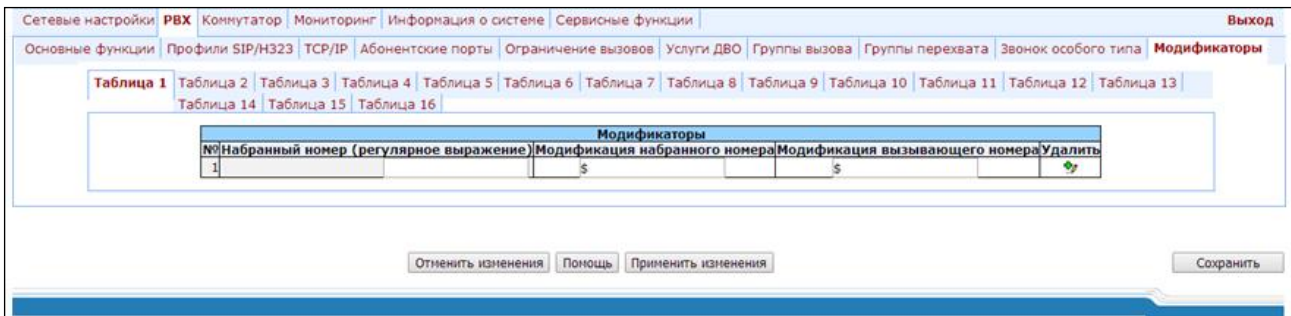 Сетевые настройки PBX Коммутатор Мониторинг Информация о системе Сервисные функции Выход
Основные функции Профили SIP/H323 TCP/IP Абонентские порты Ограничение вызовов Услуги ДВО Группы вызова Группы перехвата Звонок особого типа Модификаторы
Таблица 1 Таблица 2 Таблица 3 Таблица 4 Таблица 5 Таблица 6 Таблица 7 Таблица 8 Таблица 9 Таблица 10 Таблица 11 Таблица 12 Таблица 13
Таблица 14 Таблица 15 Таблица 16
Модификаторы
№ Набранный номер (регулярное выражение) Модификация набранного номера Модификация вызывающего номера Удалить
1 $ $
Отменить изменения Помощь Применить изменения Сохранить